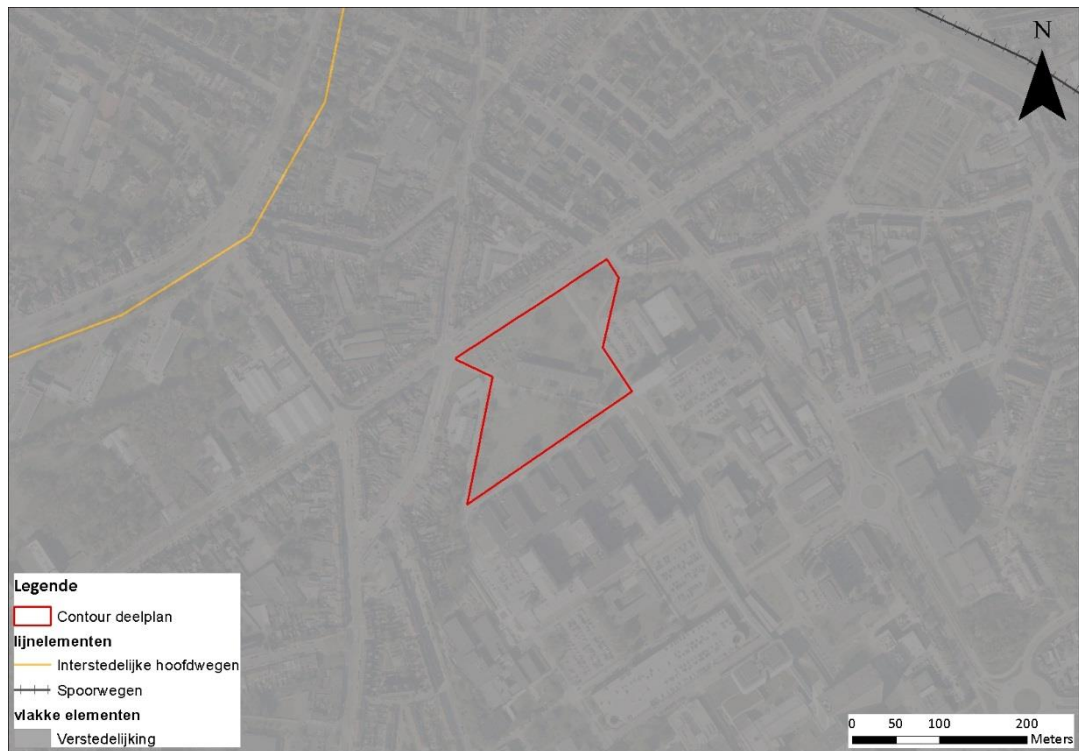 N
Legende
Contour deelplan
lijnelementen
Interstedelijke hoofdwegen
Spoorwegen
vlakke elementen
Verstedelijking
0 50 100 200
Meters